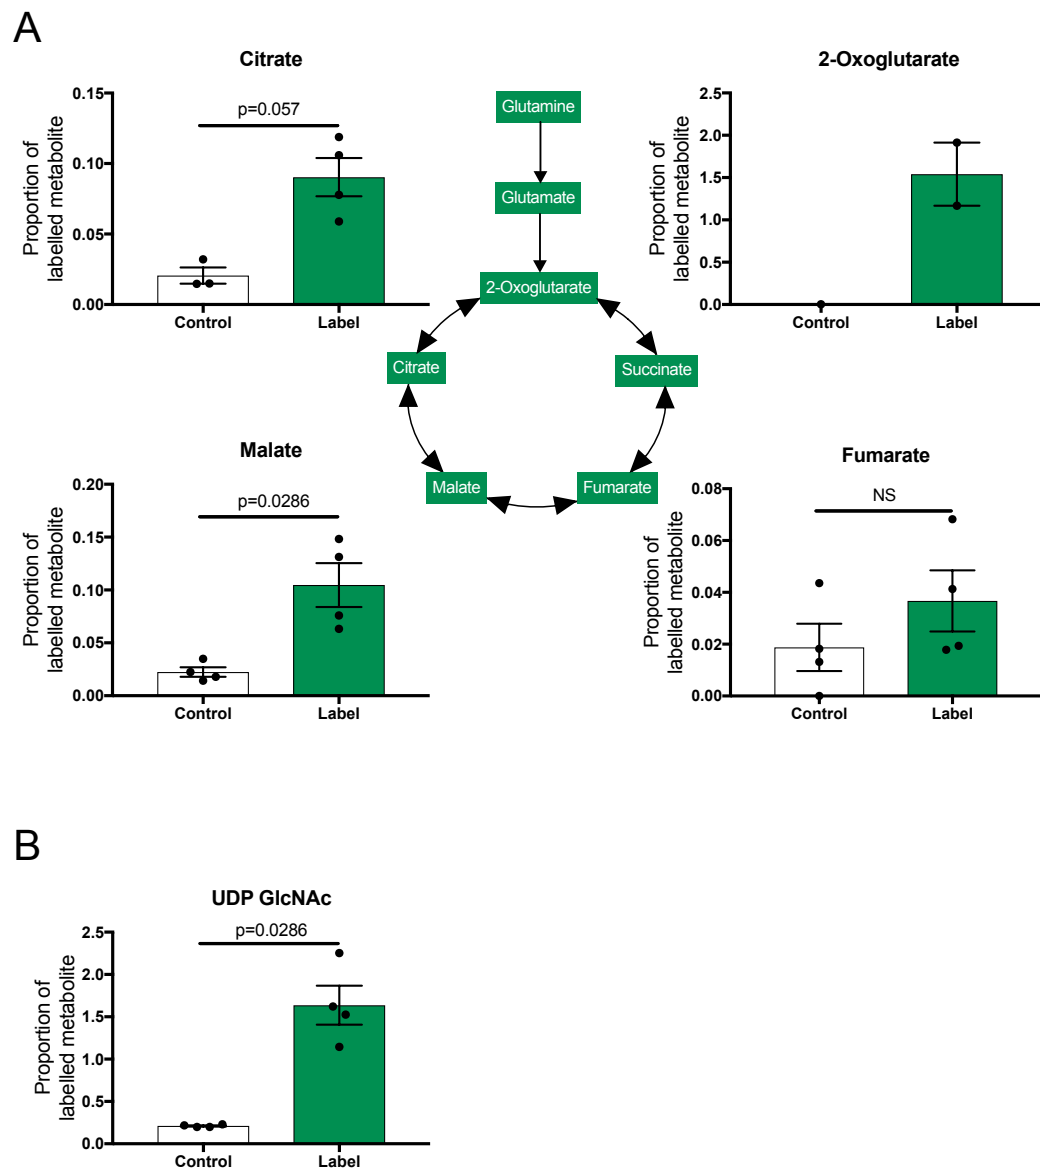 A
Citrate
Proportion of
labelled metabolite
0.15
0.10
0.05
0.00
p=0.057
Control
Label
Glutamine
Glutamate
2-Oxoglutarate
Citrate
Succinate
Malate
Fumarate
2-Oxoglutarate
Proportion of
labelled metabolite
2.5
2.0
1.5
1.0
0.5
0.0
Control
Label
Malate
Proportion of
labelled metabolite
0.20
0.15
0.10
0.05
0.00
p=0.0286
Control
Label
Fumarate
Proportion of
labelled metabolite
0.08
0.06
0.04
0.02
0.00
NS
Control
Label
B
UDP GlcNAc
Proportion of
labelled metabolite
2.5
2.0
1.5
1.0
0.5
0.0
p=0.0286
Control
Label